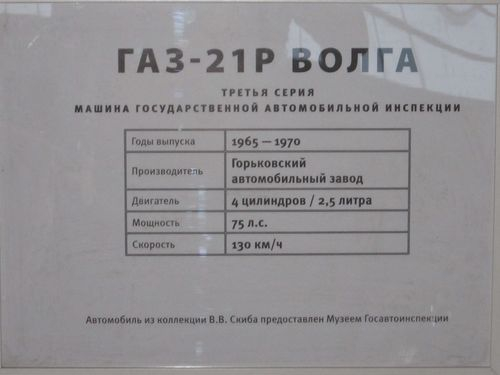 ГАЗ-21Р ВОЛГА
ТРЕТЬЯ СЕРИЯ
МАШИНА ГОСУДАРСТВЕННОЙ АВТОМОБИЛЬНОЙ ИНСПЕКЦИИ
Годы выпуска 1965 — 1970
Производитель Горьковский
автомобильный завод
Двигатель 4 цилиндров / 2,5 литра
Мощность 75 л.с.
Скорость 130 км/ч
Автомобиль из коллекции В.В. Скиба предоставлен Музеем Госавтоинспекции